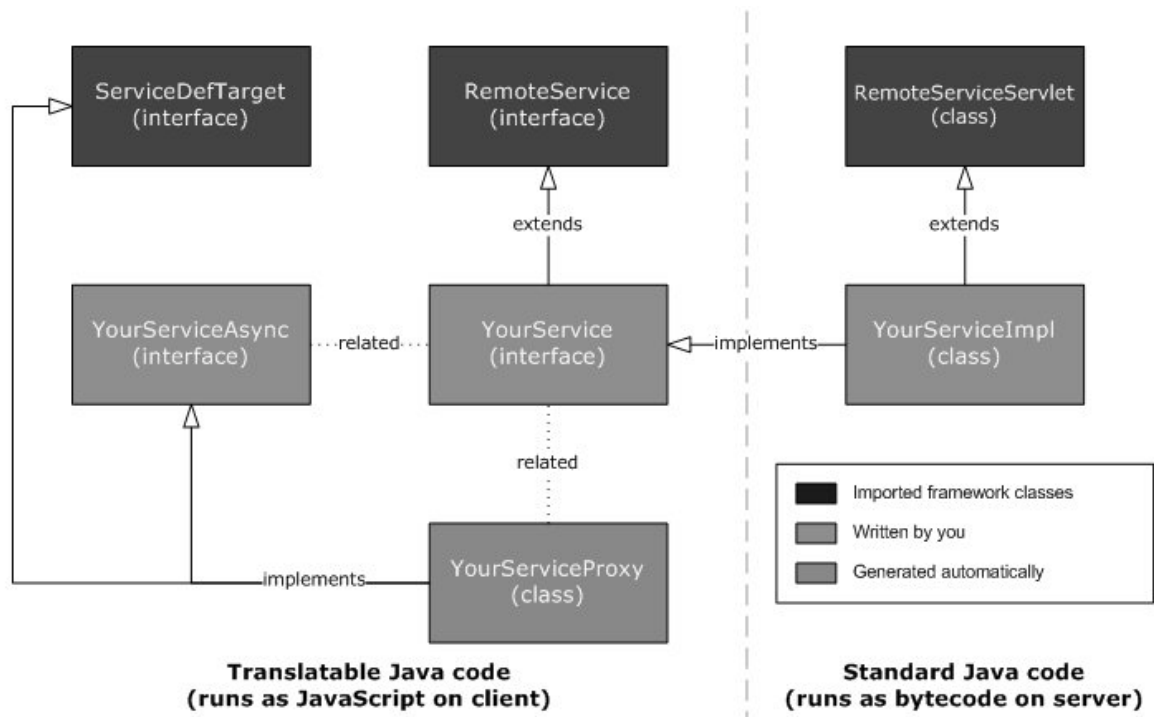 ServiceDefTarget
(interface)
RemoteService
(interface)
RemoteServiceServlet
(class)
extends
extends
YourServiceAsync
(interface)
related
YourService
(interface)
implements
YourServiceImpl
(class)
related
Imported framework classes
Written by you
Generated automatically
implements
YourServiceProxy
(class)
Translatable Java code
(runs as JavaScript on client)
Standard Java code
(runs as bytecode on server)